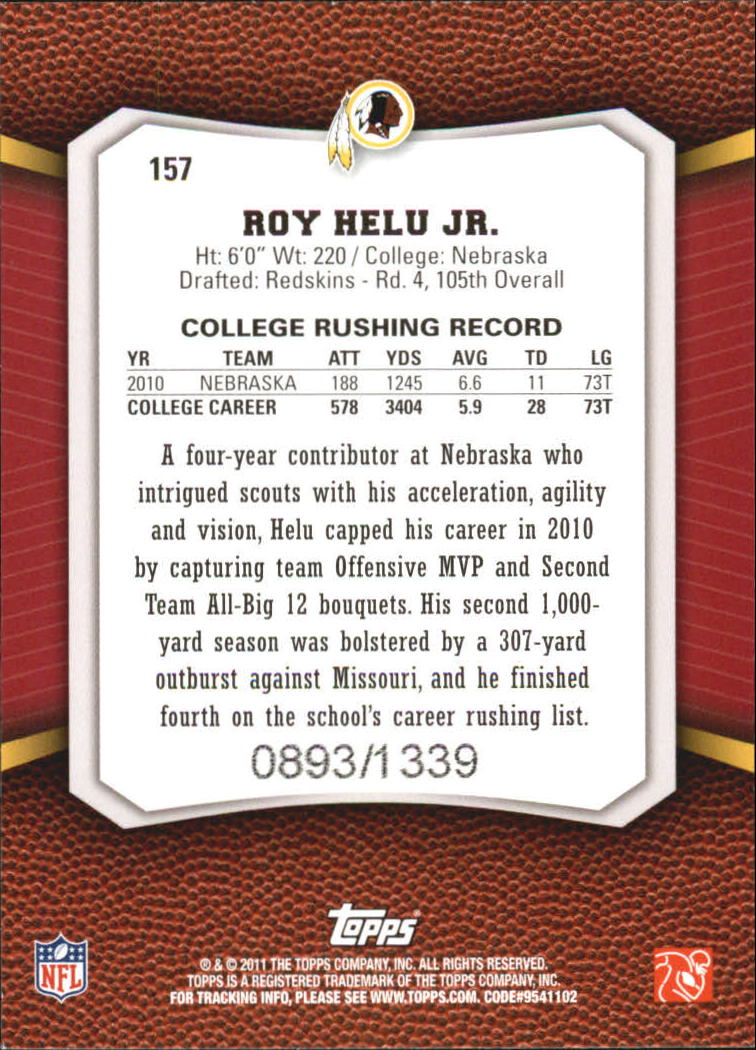 157
ROY HELU JR.
Ht: 6'0" Wt: 220 / College: Nebraska
Drafted: Redskins - Rd. 4, 105th Overall
COLLEGE RUSHING RECORD
YR TEAM ATT YDS AVG TD LG
2010 NEBRASKA 188 1245 6.6 11 73T
COLLEGE CAREER 578 3404 5.9 28 73T
A four-year contributor at Nebraska who
intrigued scouts with his acceleration, agility
and vision, Helu capped his career in 2010
by capturing team Offensive MVP and Second
Team All-Big 12 bouquets. His second 1,000-
yard season was bolstered by a 307-yard
outburst against Missouri, and he finished
fourth on the school's career rushing list.
0893/1339
Topps
® & © 2011 THE TOPPS COMPANY, INC. ALL RIGHTS RESERVED.
TOPPS IS A REGISTERED TRADEMARK OF THE TOPPS COMPANY, INC.
FOR TRACKING INFO, PLEASE SEE WWW.TOPPS.COM. CODE#9541102
NFL